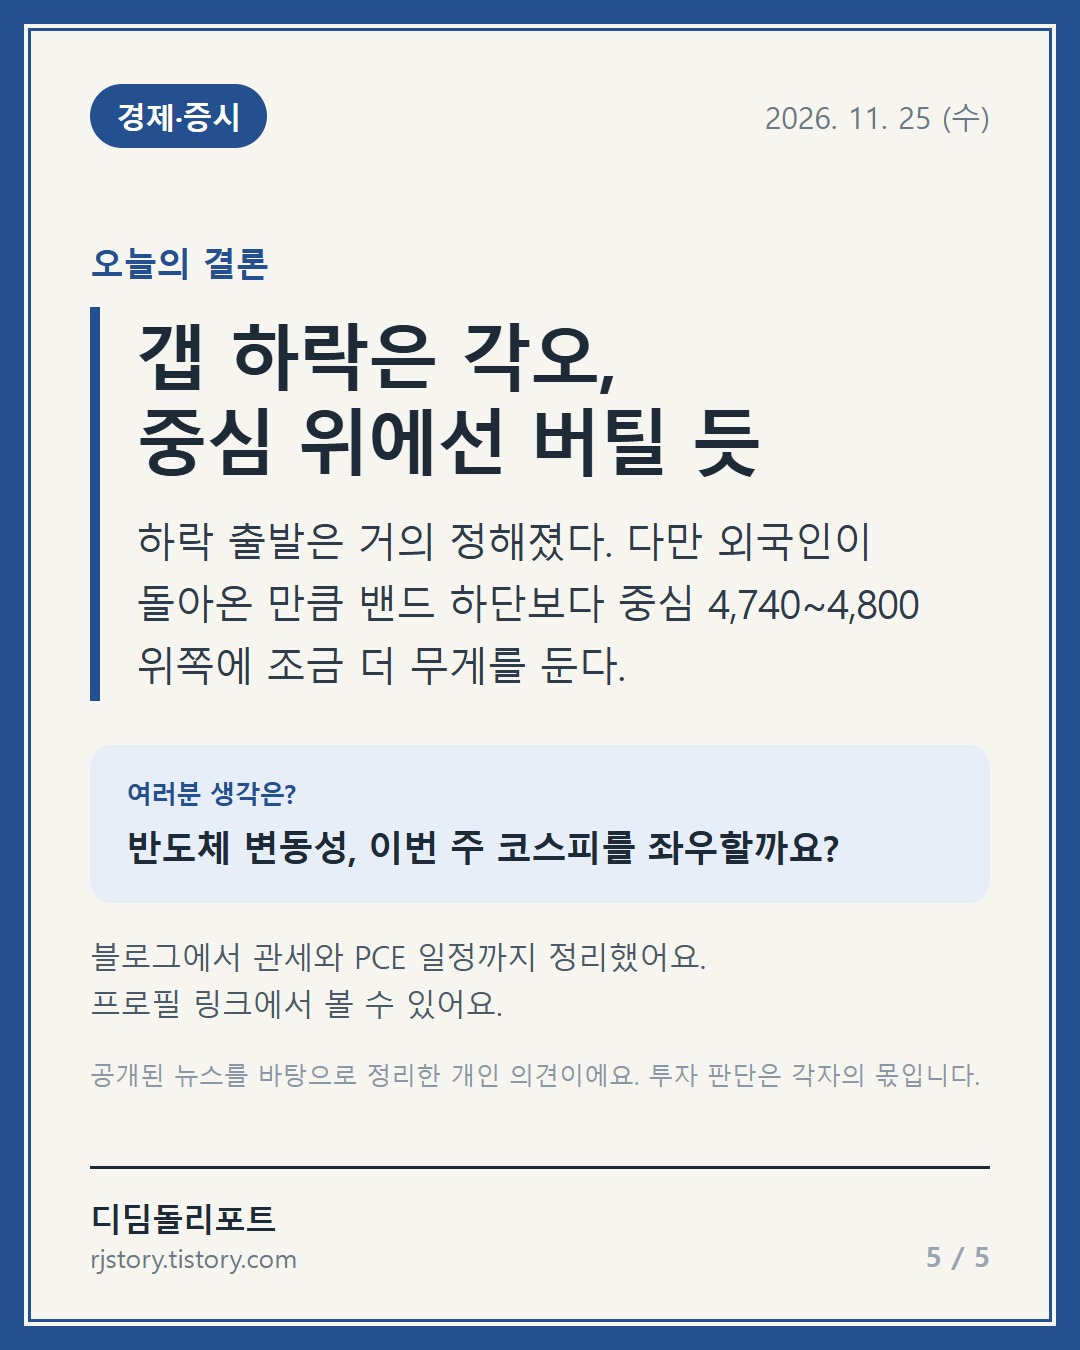 경제·증시
2026. 11. 25 (수)
오늘의 결론
갭 하락은 각오,
중심 위에선 버틸 듯
하락 출발은 거의 정해졌다. 다만 외국인이
돌아온 만큼 밴드 하단보다 중심 4,740~4,800
위쪽에 조금 더 무게를 둔다.
여러분 생각은?
반도체 변동성, 이번 주 코스피를 좌우할까요?
블로그에서 관세와 PCE 일정까지 정리했어요.
프로필 링크에서 볼 수 있어요.
공개된 뉴스를 바탕으로 정리한 개인 의견이에요. 투자 판단은 각자의 몫입니다.
디딤돌리포트
rjstory.tistory.com
5 / 5